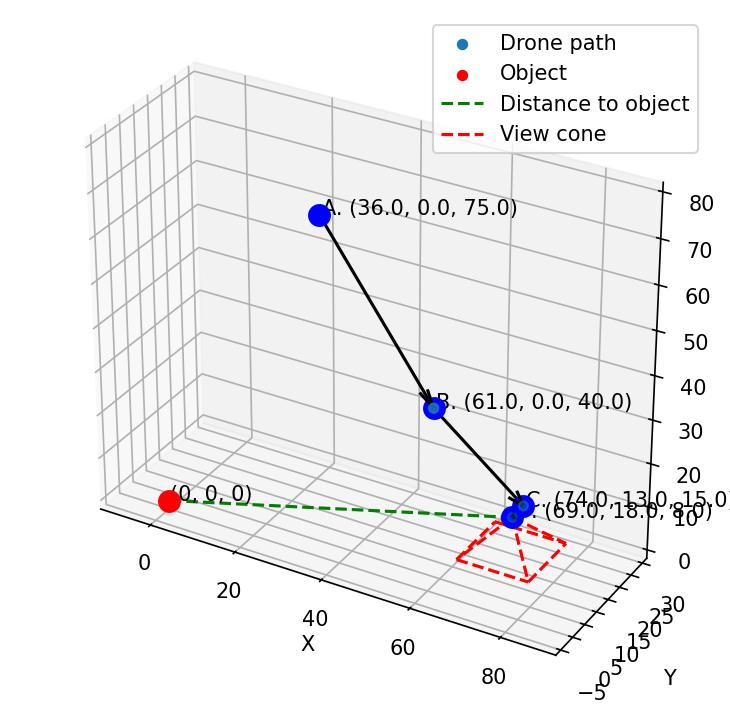 Drone path
Object
Distance to object
View cone
A. (36.0, 0.0, 75.0)
B. (61.0, 0.0, 40.0)
C. (74.0, 13.0, 15.0)
. (69.0, 18.0, 8.0)
(0, 0, 0)
0
20
40
60
80
X
−5
0
5
10
15
20
25
30
Y
0
10
20
30
40
50
60
70
80